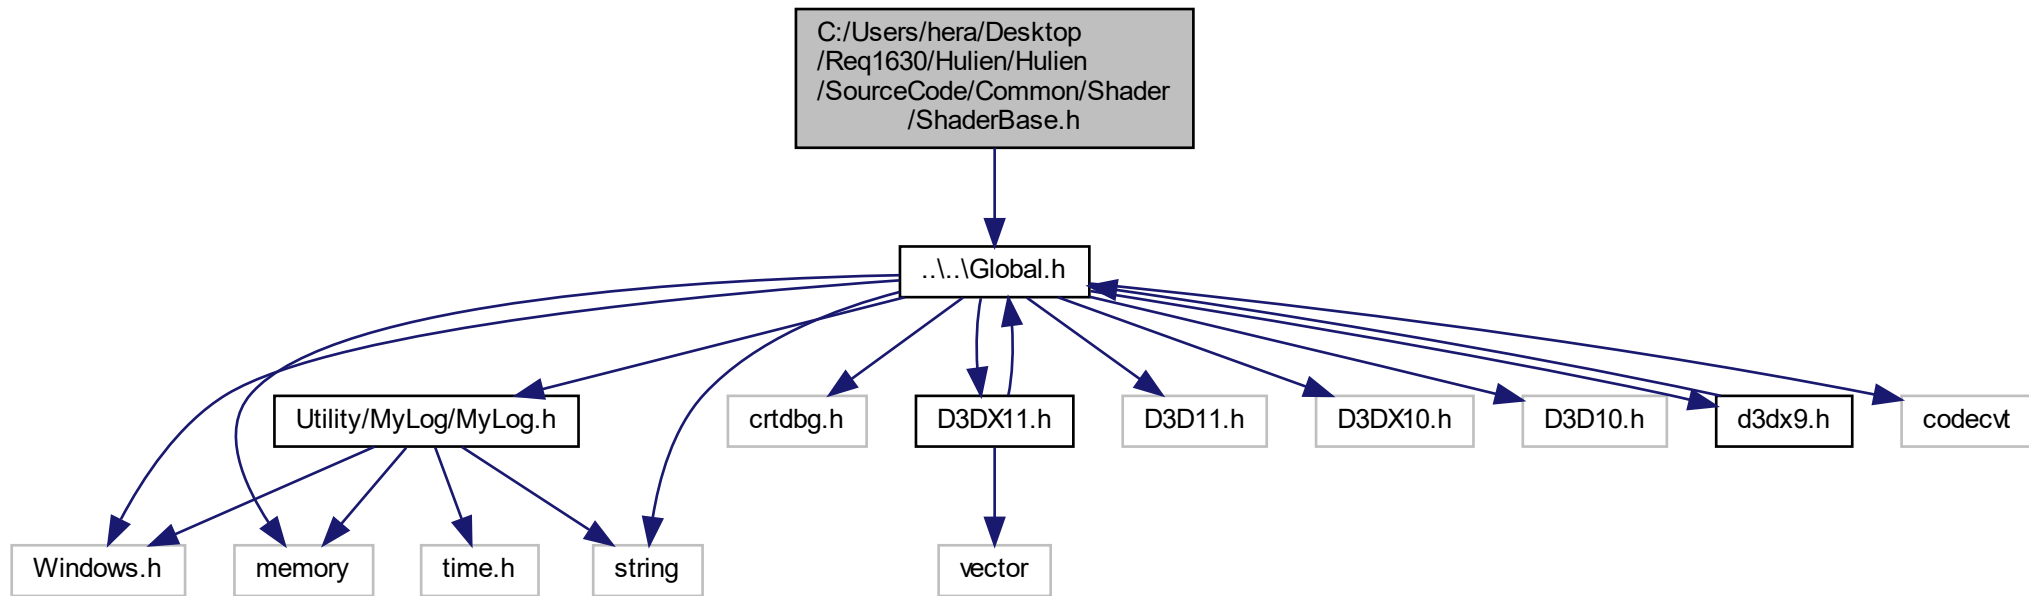 C:/Users/hera/Desktop
/Req1630/Hulien/Hulien
/SourceCode/Common/Shader
/ShaderBase.h
..\..\Global.h
Utility/MyLog/MyLog.h
crtdbg.h
D3DX11.h
D3D11.h
D3DX10.h
D3D10.h
d3dx9.h
codecvt
Windows.h
memory
time.h
string
vector